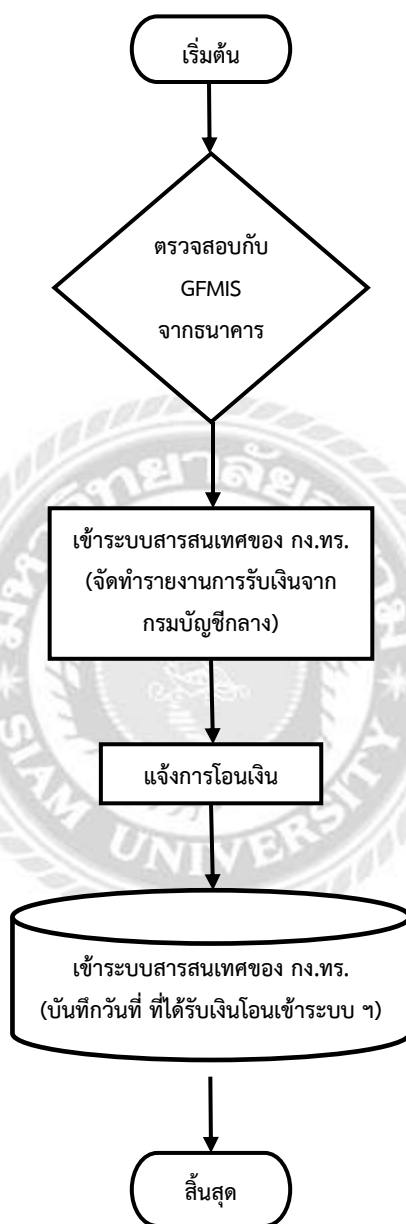 เริ่มต้น
ตรวจสอบกับ
GFMIS
จากธนาคาร
เข้าระบบสารสนเทศของ กง.ทร.
(จัดทำรายงานการรับเงินจาก
กรมบัญชีกลาง)
แจ้งการโอนเงิน
เข้าระบบสารสนเทศของ กง.ทร.
(บันทึกวันที่ ที่ได้รับเงินโอนเข้าระบบ ฯ)
สิ้นสุด
SIAM UNIVERSITY